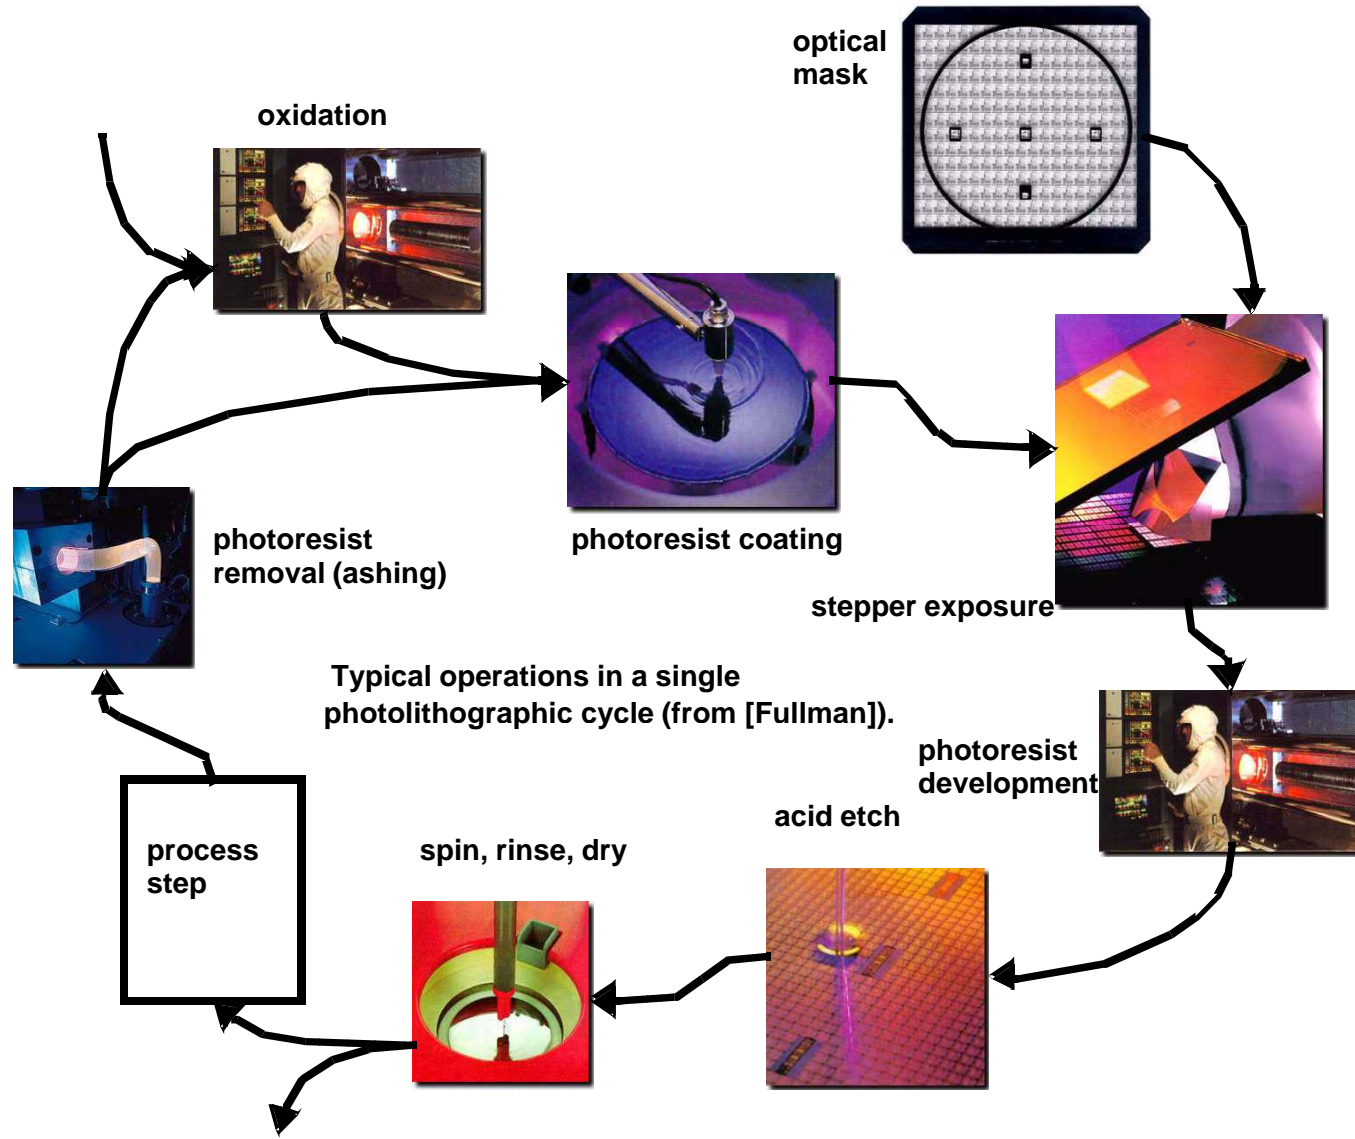 optical
mask
oxidation
photoresist
removal (ashing)
photoresist coating
stepper exposure
Typical operations in a single
photolithographic cycle (from [Fullman]).
photoresist
development
acid etch
spin, rinse, dry
process
step